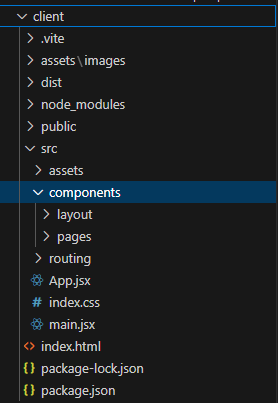 client
.vite
assets\images
dist
node_modules
public
src
assets
components
layout
pages
routing
App.jsx
# index.css
main.jsx
<> index.html
{} package-lock.json
{} package.json